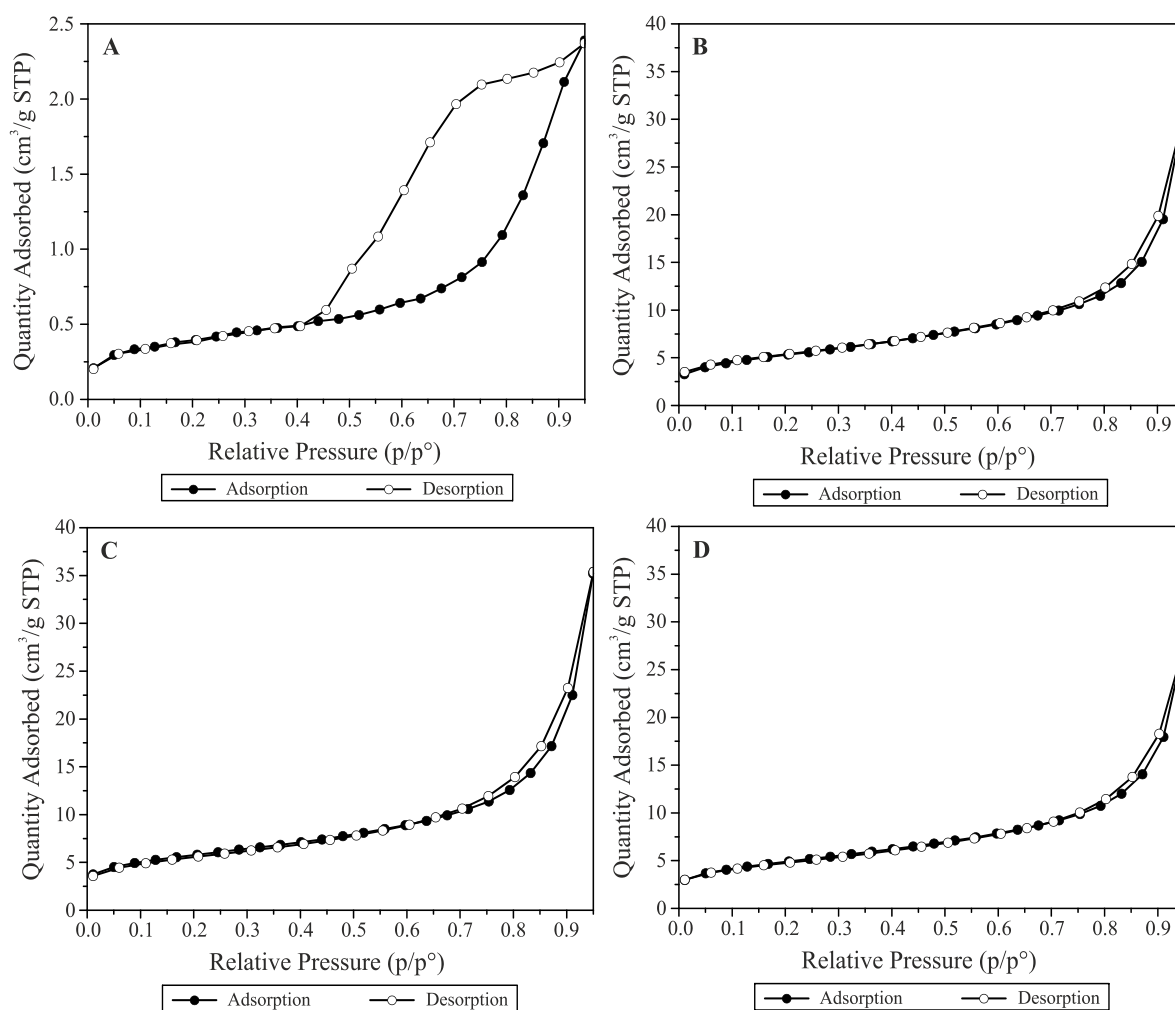 A
Quantity Adsorbed (cm³/g STP)
2.5
2.0
1.5
1.0
0.5
0.0
0.0 0.1 0.2 0.3 0.4 0.5 0.6 0.7 0.8 0.9
Relative Pressure (p/p°)
Adsorption Desorption
B
Quantity Adsorbed (cm³/g STP)
40
35
30
25
20
15
10
5
0
0.0 0.1 0.2 0.3 0.4 0.5 0.6 0.7 0.8 0.9
Relative Pressure (p/p°)
Adsorption Desorption
C
Quantity Adsorbed (cm³/g STP)
40
35
30
25
20
15
10
5
0
0.0 0.1 0.2 0.3 0.4 0.5 0.6 0.7 0.8 0.9
Relative Pressure (p/p°)
Adsorption Desorption
D
Quantity Adsorbed (cm³/g STP)
40
35
30
25
20
15
10
5
0
0.0 0.1 0.2 0.3 0.4 0.5 0.6 0.7 0.8 0.9
Relative Pressure (p/p°)
Adsorption Desorption